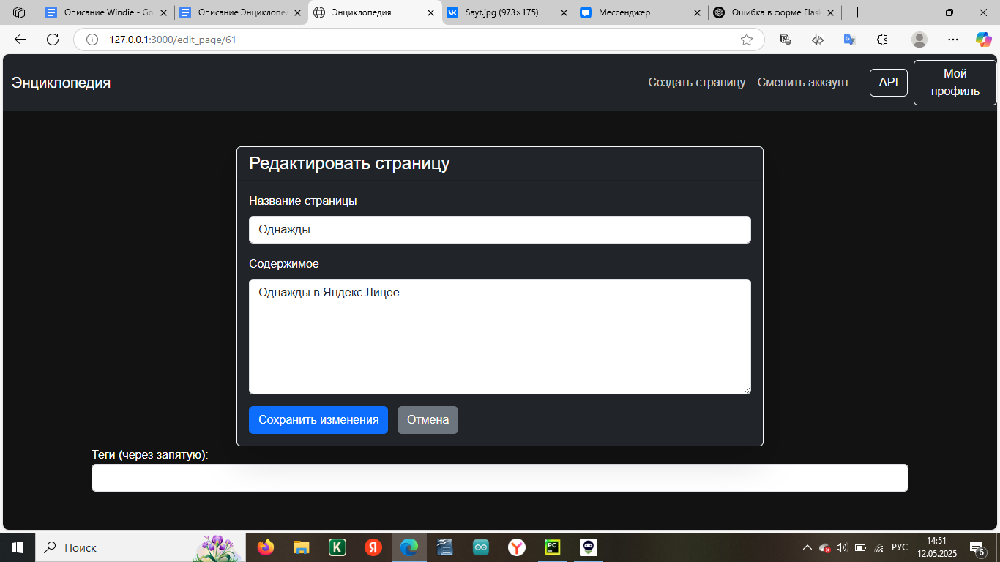 Описание Windie - Go
Описание Энциклопед
Энциклопедия
Sayt.jpg (973×175)
Мессенджер
Ошибка в форме Flas
127.0.0.1:3000/edit_page/61
Энциклопедия
Создать страницу
Сменить аккаунт
API
Мой
профиль
Редактировать страницу
Название страницы
Однажды
Содержимое
Однажды в Яндекс Лицее
Сохранить изменения
Отмена
Теги (через запятую):
Поиск
РУС
14:51
12.05.2025
6